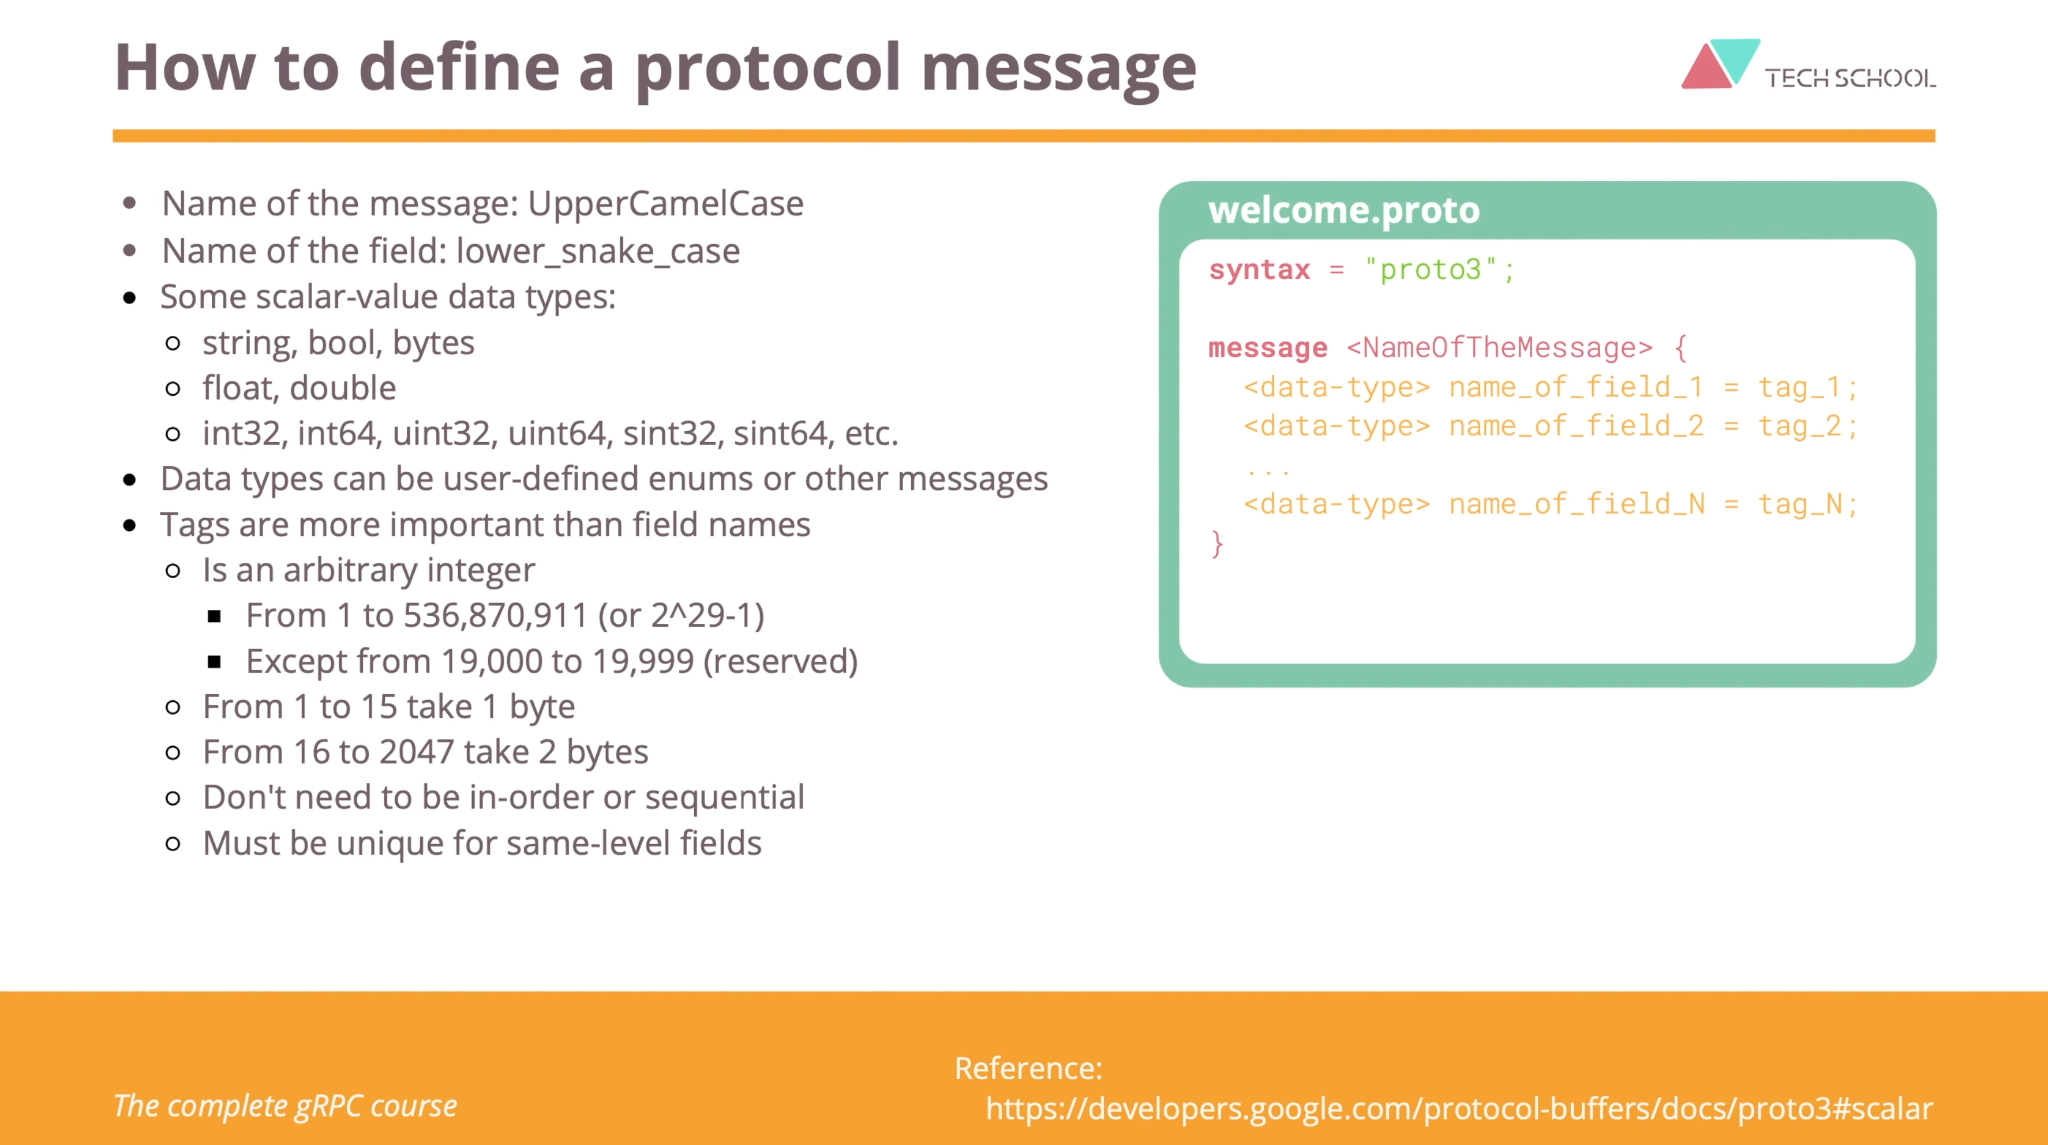 How to define a protocol message
TECH SCHOOL
• Name of the message: UpperCamelCase
• Name of the field: lower_snake_case
• Some scalar-value data types:
○ string, bool, bytes
○ float, double
○ int32, int64, uint32, uint64, sint32, sint64, etc.
• Data types can be user-defined enums or other messages
• Tags are more important than field names
○ Is an arbitrary integer
■ From 1 to 536,870,911 (or 2^29-1)
■ Except from 19,000 to 19,999 (reserved)
○ From 1 to 15 take 1 byte
○ From 16 to 2047 take 2 bytes
○ Don't need to be in-order or sequential
○ Must be unique for same-level fields
welcome.proto
syntax = "proto3";
message <NameOfTheMessage> {
<data-type> name_of_field_1 = tag_1;
<data-type> name_of_field_2 = tag_2;
...
<data-type> name_of_field_N = tag_N;
}
The complete gRPC course
Reference:
https://developers.google.com/protocol-buffers/docs/proto3#scalar